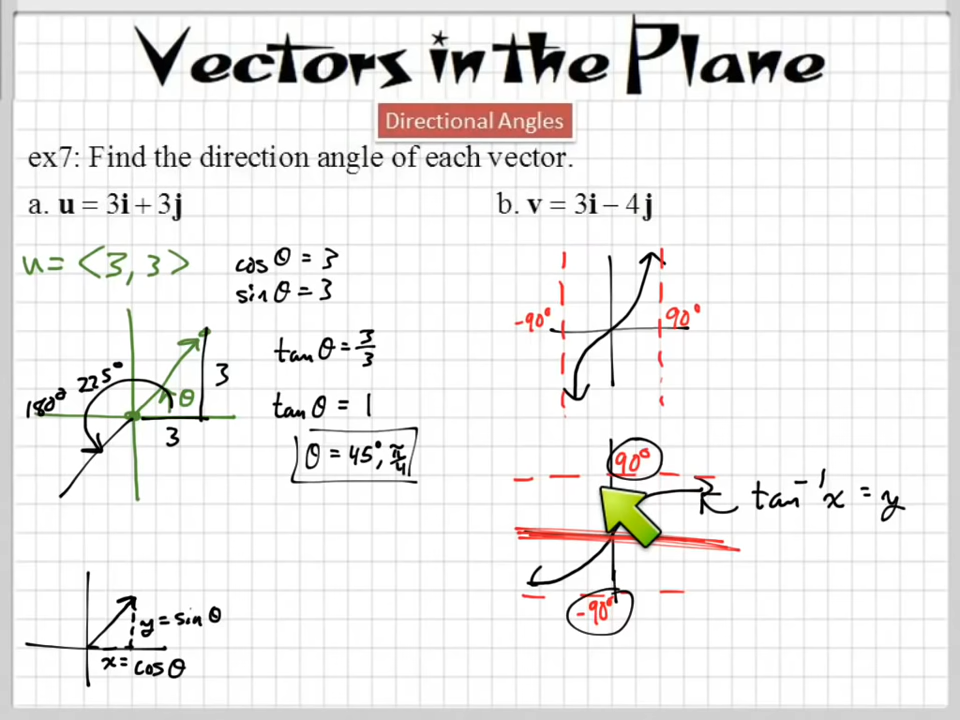 Vectors in the Plane
Directional Angles
ex7: Find the direction angle of each vector.
a. u = 3i + 3j
b. v = 3i − 4j
u = <3, 3>
cos θ = 3
sin θ = 3
tan θ = 3/3
tan θ = 1
θ = 45°, π/4
180°
225°
θ
3
3
y = sin θ
x = cos θ
-90°
90°
90°
tan⁻¹x = y
-90°